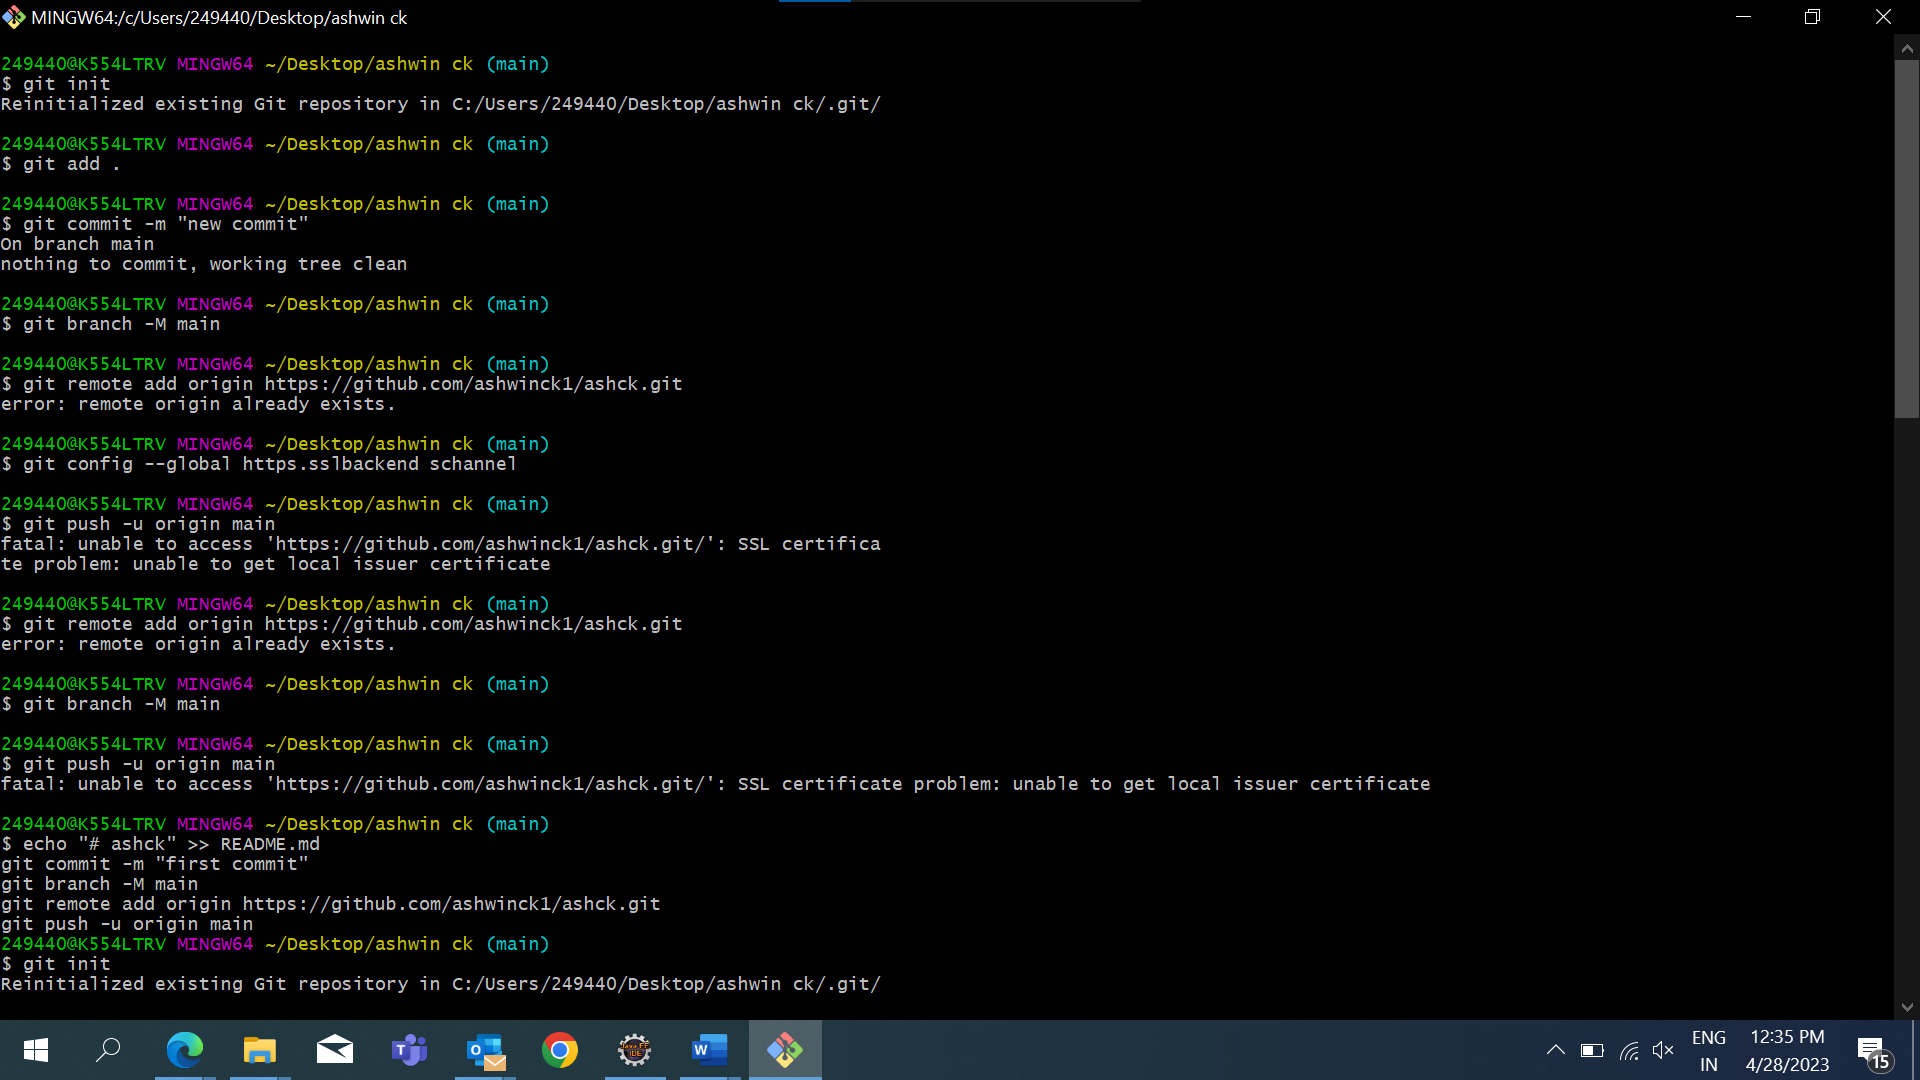 MINGW64:/c/Users/249440/Desktop/ashwin ck
249440@K554LTRV MINGW64 ~/Desktop/ashwin ck (main)
$ git init
Reinitialized existing Git repository in C:/Users/249440/Desktop/ashwin ck/.git/
249440@K554LTRV MINGW64 ~/Desktop/ashwin ck (main)
$ git add .
249440@K554LTRV MINGW64 ~/Desktop/ashwin ck (main)
$ git commit -m "new commit"
On branch main
nothing to commit, working tree clean
249440@K554LTRV MINGW64 ~/Desktop/ashwin ck (main)
$ git branch -M main
249440@K554LTRV MINGW64 ~/Desktop/ashwin ck (main)
$ git remote add origin https://github.com/ashwinck1/ashck.git
error: remote origin already exists.
249440@K554LTRV MINGW64 ~/Desktop/ashwin ck (main)
$ git config --global https.sslbackend schannel
249440@K554LTRV MINGW64 ~/Desktop/ashwin ck (main)
$ git push -u origin main
fatal: unable to access 'https://github.com/ashwinck1/ashck.git/': SSL certifica
te problem: unable to get local issuer certificate
249440@K554LTRV MINGW64 ~/Desktop/ashwin ck (main)
$ git remote add origin https://github.com/ashwinck1/ashck.git
error: remote origin already exists.
249440@K554LTRV MINGW64 ~/Desktop/ashwin ck (main)
$ git branch -M main
249440@K554LTRV MINGW64 ~/Desktop/ashwin ck (main)
$ git push -u origin main
fatal: unable to access 'https://github.com/ashwinck1/ashck.git/': SSL certificate problem: unable to get local issuer certificate
249440@K554LTRV MINGW64 ~/Desktop/ashwin ck (main)
$ echo "# ashck" >> README.md
git commit -m "first commit"
git branch -M main
git remote add origin https://github.com/ashwinck1/ashck.git
git push -u origin main
249440@K554LTRV MINGW64 ~/Desktop/ashwin ck (main)
$ git init
Reinitialized existing Git repository in C:/Users/249440/Desktop/ashwin ck/.git/
T
O
Java EE
IDE
W
ENG
IN
12:35 PM
4/28/2023
15